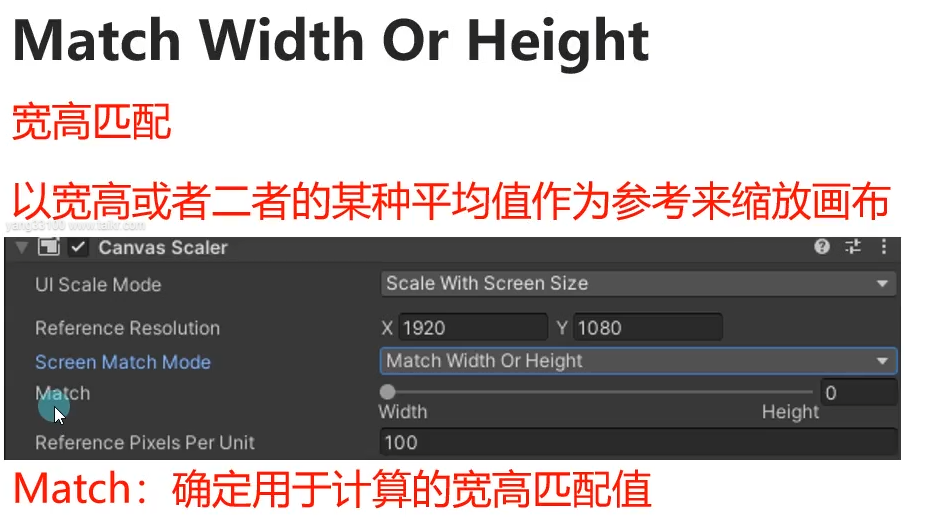 Match Width Or Height
宽高匹配
以宽高或者二者的某种平均值作为参考来缩放画布
Canvas Scaler
UI Scale Mode Scale With Screen Size
Reference Resolution X 1920 Y 1080
Screen Match Mode Match Width Or Height
Match 0
Width Height
Reference Pixels Per Unit 100
Match：确定用于计算的宽高匹配值